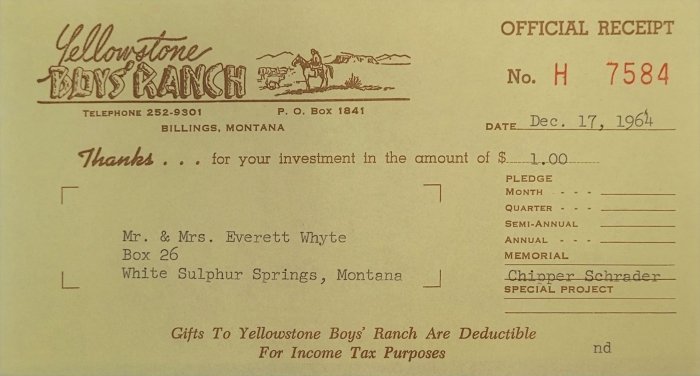 Yellowstone
BOYS' RANCH
OFFICIAL RECEIPT
No. H 7584
TELEPHONE 252-9301 P. O. Box 1841
BILLINGS, MONTANA
DATE Dec. 17, 1964
Thanks . . . for your investment in the amount of $ 1.00
PLEDGE
MONTH - - -
QUARTER - - -
SEMI-ANNUAL
ANNUAL - - -
MEMORIAL
Chipper Schrader
SPECIAL PROJECT
Mr. & Mrs. Everett Whyte
Box 26
White Sulphur Springs, Montana
Gifts To Yellowstone Boys' Ranch Are Deductible
For Income Tax Purposes
nd